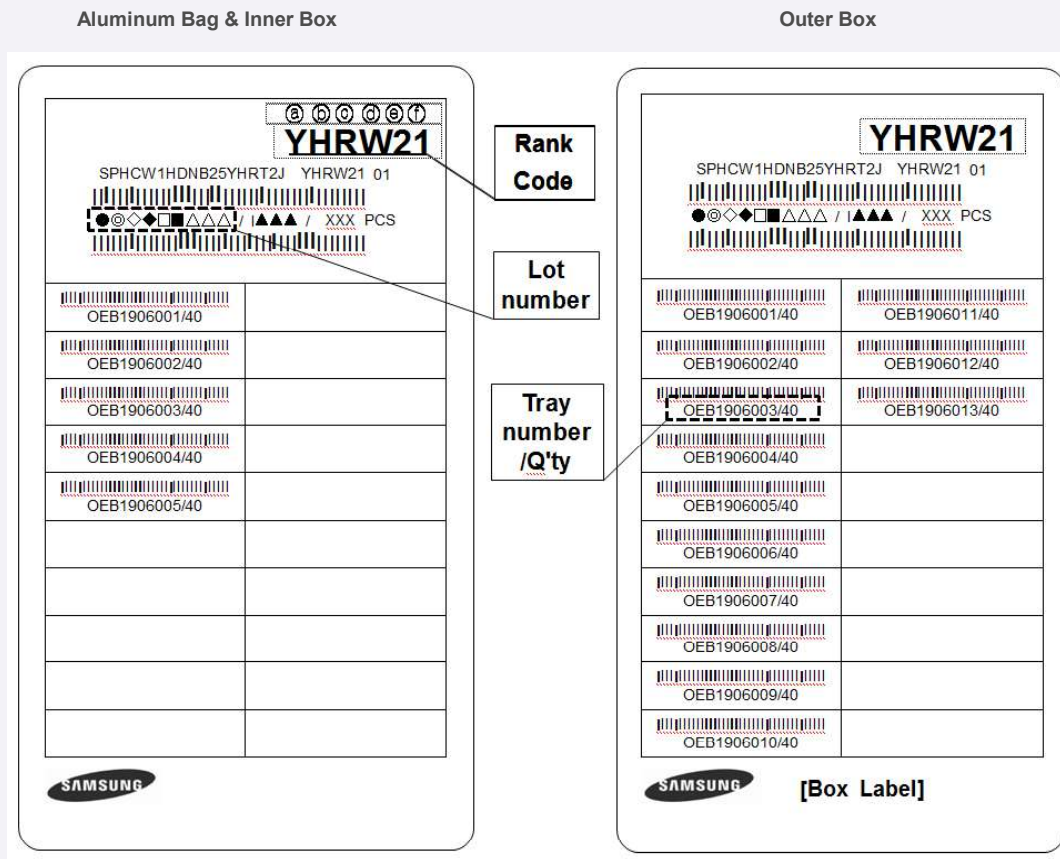 Aluminum Bag & Inner Box
Outer Box
ⓐ ⓑ ⓒ ⓓ ⓔ ⓕ
YHRW21
SPHCW1HDNB25YHRT2J YHRW21 01
●◎◇◆□■△△△ / I▲▲▲ / XXX PCS
OEB1906001/40
OEB1906002/40
OEB1906003/40
OEB1906004/40
OEB1906005/40
SAMSUNG
Rank
Code
Lot
number
Tray
number
/Q'ty
YHRW21
SPHCW1HDNB25YHRT2J YHRW21 01
●◎◇◆□■△△△ / I▲▲▲ / XXX PCS
OEB1906001/40
OEB1906011/40
OEB1906002/40
OEB1906012/40
OEB1906003/40
OEB1906013/40
OEB1906004/40
OEB1906005/40
OEB1906006/40
OEB1906007/40
OEB1906008/40
OEB1906009/40
OEB1906010/40
SAMSUNG
[Box Label]